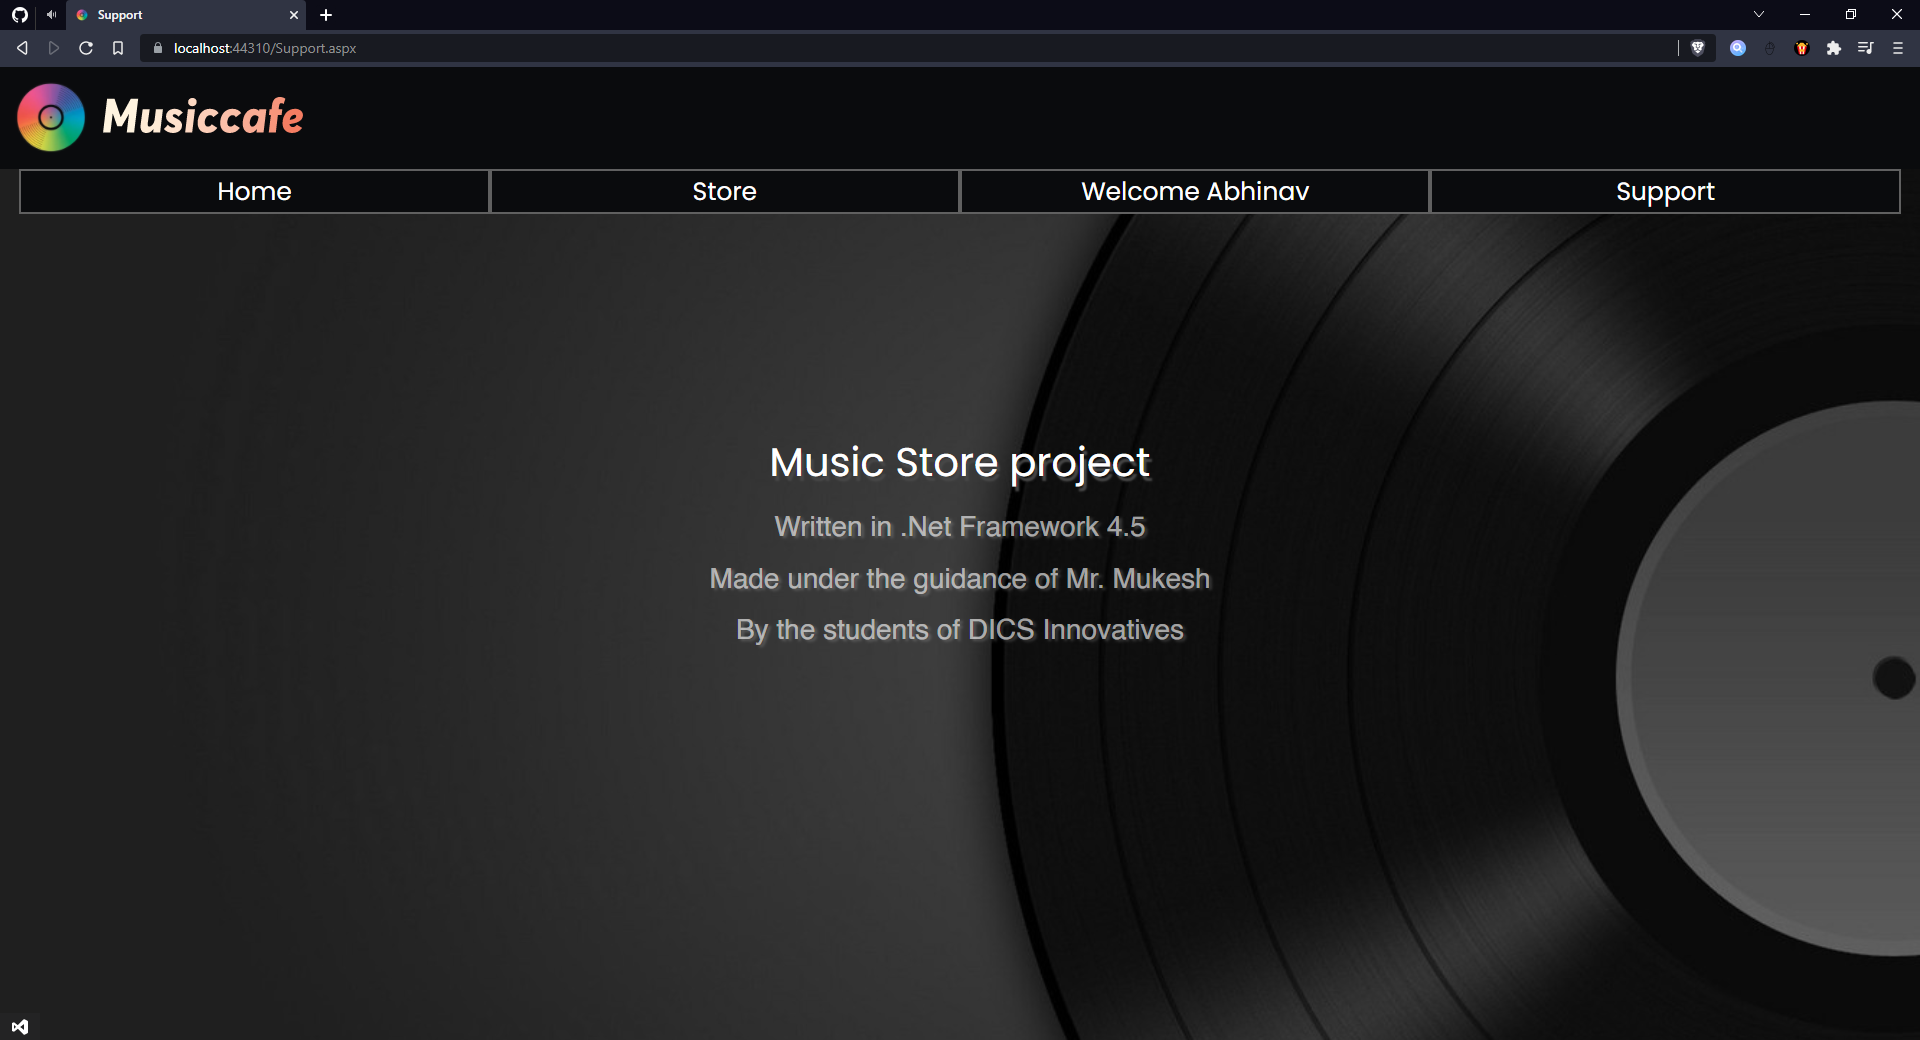 Support
localhost:44310/Support.aspx
Musiccafe
Home
Store
Welcome Abhinav
Support
Music Store project
Written in .Net Framework 4.5
Made under the guidance of Mr. Mukesh
By the students of DICS Innovatives